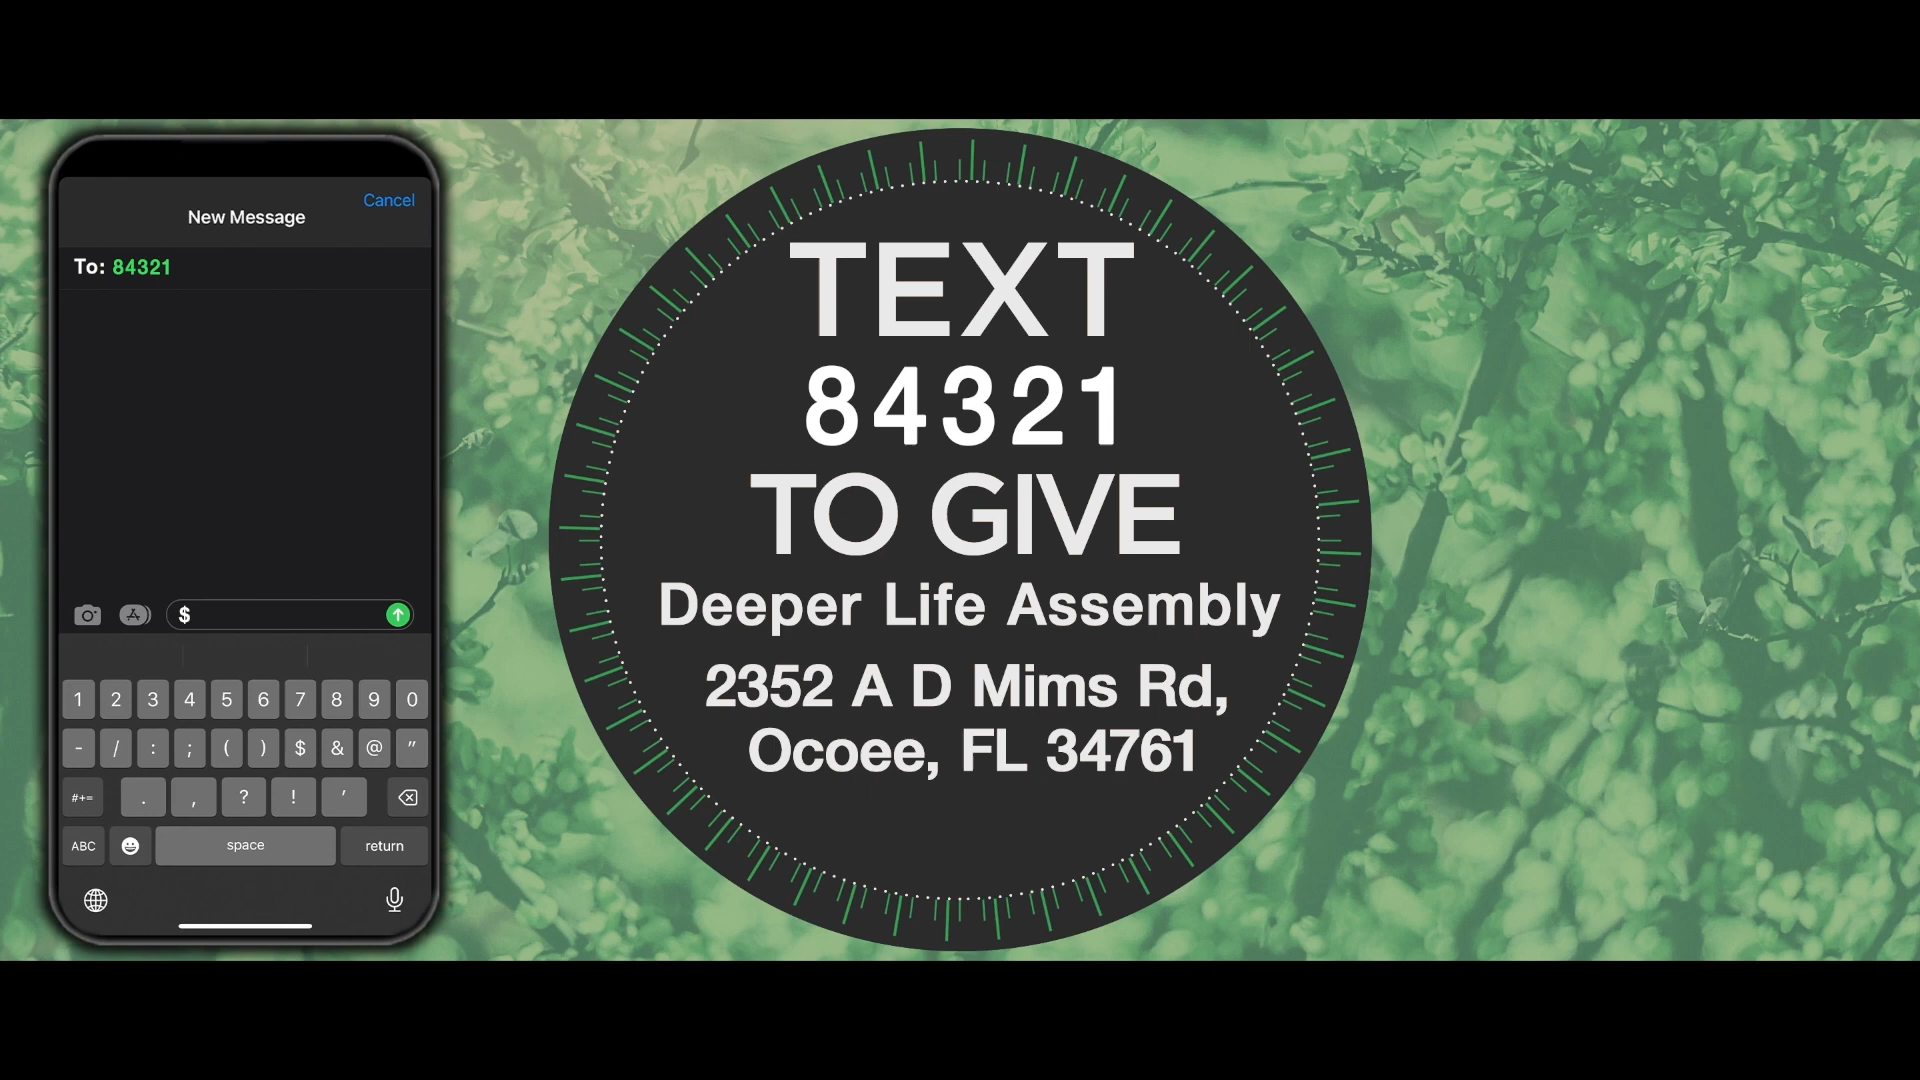 Cancel
New Message
To: 84321
$
1 2 3 4 5 6 7 8 9 0
- / : ; ( ) $ & @ "
#+= . , ? ! '
ABC space return
TEXT
84321
TO GIVE
Deeper Life Assembly
2352 A D Mims Rd,
Ocoee, FL 34761